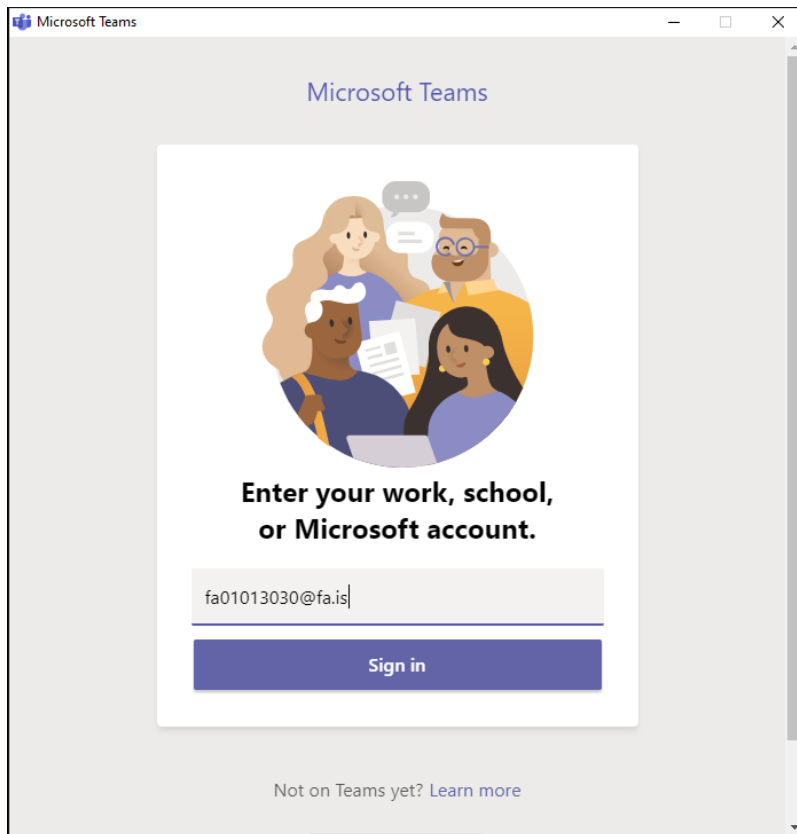 Microsoft Teams
Microsoft Teams
Enter your work, school,
or Microsoft account.
fa01013030@fa.is
Sign in
Not on Teams yet? Learn more